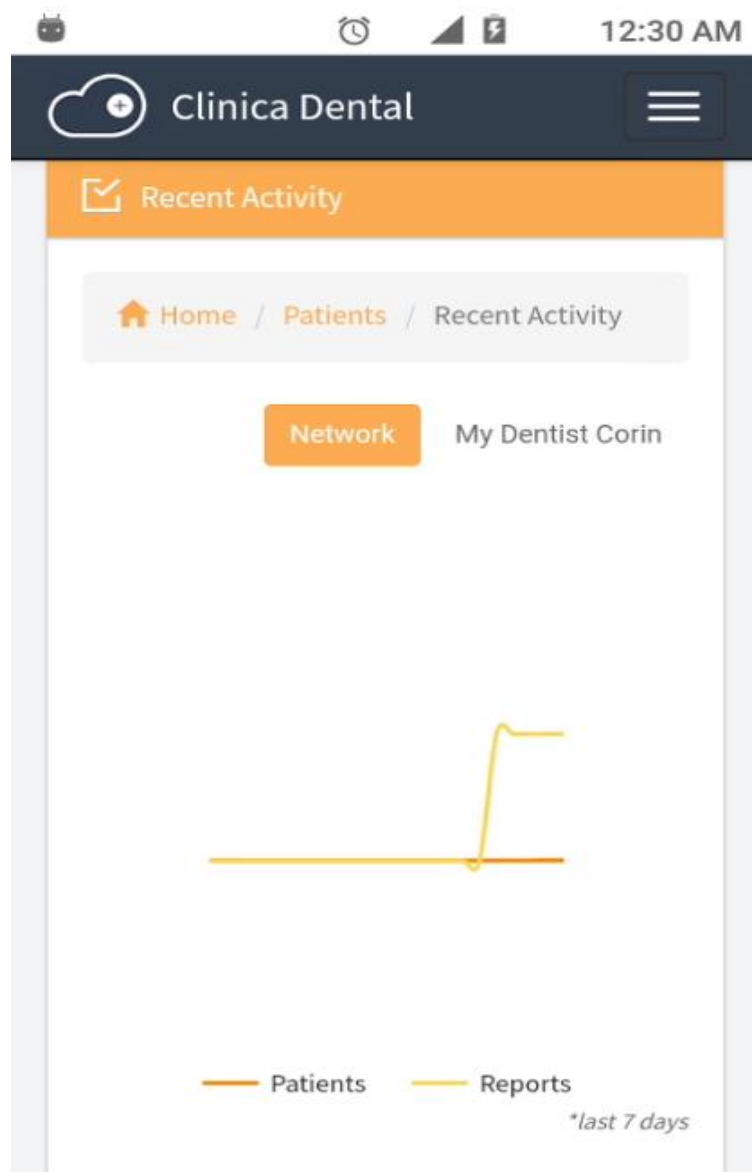 12:30 AM
Clinica Dental
Recent Activity
Home / Patients / Recent Activity
Network My Dentist Corin
Patients Reports
*last 7 days